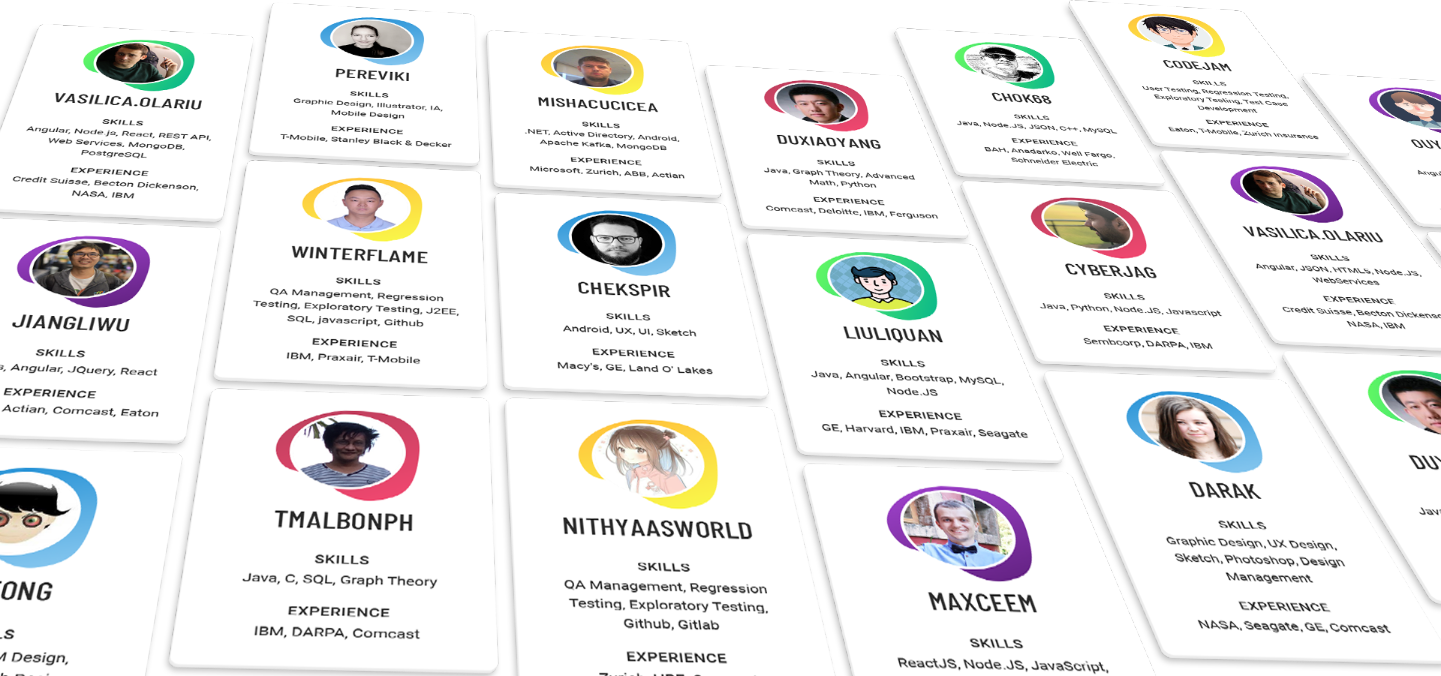 VASILICA.OLARIU
SKILLS
Angular, Node.js, React, REST API,
Web Services, MongoDB,
PostgreSQL
EXPERIENCE
Credit Suisse, Becton Dickenson,
NASA, IBM
JIANGLIWU
SKILLS
Angular, JQuery, React
EXPERIENCE
Actian, Comcast, Eaton
Design,
PEREVIKI
SKILLS
Graphic Design, Illustrator, IA,
Mobile Design
EXPERIENCE
T-Mobile, Stanley Black & Decker
WINTERFLAME
SKILLS
QA Management, Regression
Testing, Exploratory Testing, J2EE,
SQL, javascript, Github
EXPERIENCE
IBM, Praxair, T-Mobile
TMALBONPH
SKILLS
Java, C, SQL, Graph Theory
EXPERIENCE
IBM, DARPA, Comcast
MISHACUCICEA
SKILLS
.NET, Active Directory, Android,
Apache Kafka, MongoDB
EXPERIENCE
Microsoft, Zurich, ABB, Actian
CHEKSPIR
SKILLS
Android, UX, UI, Sketch
EXPERIENCE
Macy's, GE, Land O' Lakes
NITHYAASWORLD
SKILLS
QA Management, Regression
Testing, Exploratory Testing,
Github, Gitlab
EXPERIENCE
DUXIAOYANG
SKILLS
Java, Graph Theory, Advanced
Math, Python
EXPERIENCE
Comcast, Deloitte, IBM, Ferguson
LIULIQUAN
SKILLS
Java, Angular, Bootstrap, MySQL,
Node.JS
EXPERIENCE
GE, Harvard, IBM, Praxair, Seagate
MAXCEEM
SKILLS
ReactJS, Node.JS, JavaScript,
CHOK68
SKILLS
Java, Node.JS, JSON, C++, MySQL
EXPERIENCE
BAH, Anadarko, Well Fargo,
Schneider Electric
CYBERJAG
SKILLS
Java, Python, Node.JS, Javascript
EXPERIENCE
Sembcorp, DARPA, IBM
DARAK
SKILLS
Graphic Design, UX Design,
Sketch, Photoshop, Design
Management
EXPERIENCE
NASA, Seagate, GE, Comcast
CODEJAM
SKILLS
User Testing, Regression Testing,
Exploratory Testing, Test Case
Development
EXPERIENCE
Eaton, T-Mobile, Zurich Insurance
VASILICA.OLARIU
SKILLS
Angular, JSON, HTML5, Node.JS,
WebServices
EXPERIENCE
Credit Suisse, Becton Dickenson,
NASA, IBM